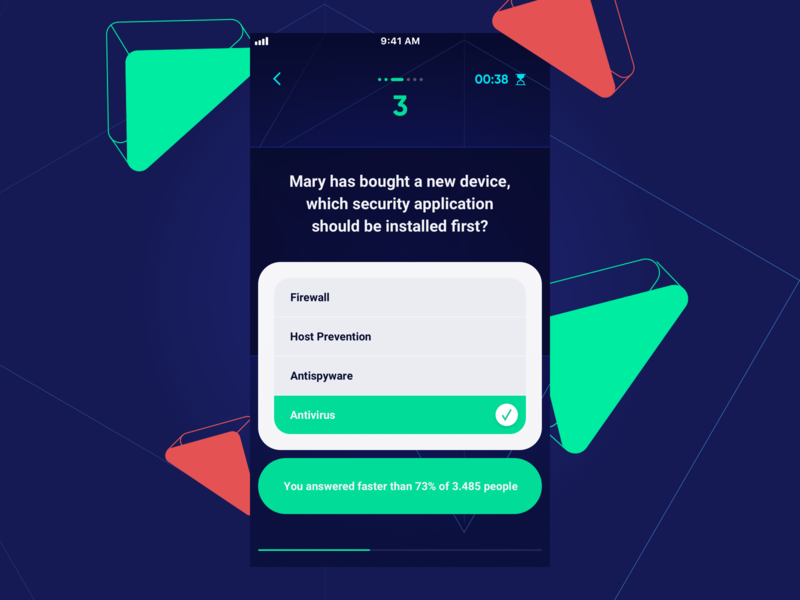 9:41 AM
00:38
3
Mary has bought a new device,
which security application
should be installed first?
Firewall
Host Prevention
Antispyware
Antivirus
You answered faster than 73% of 3.485 people